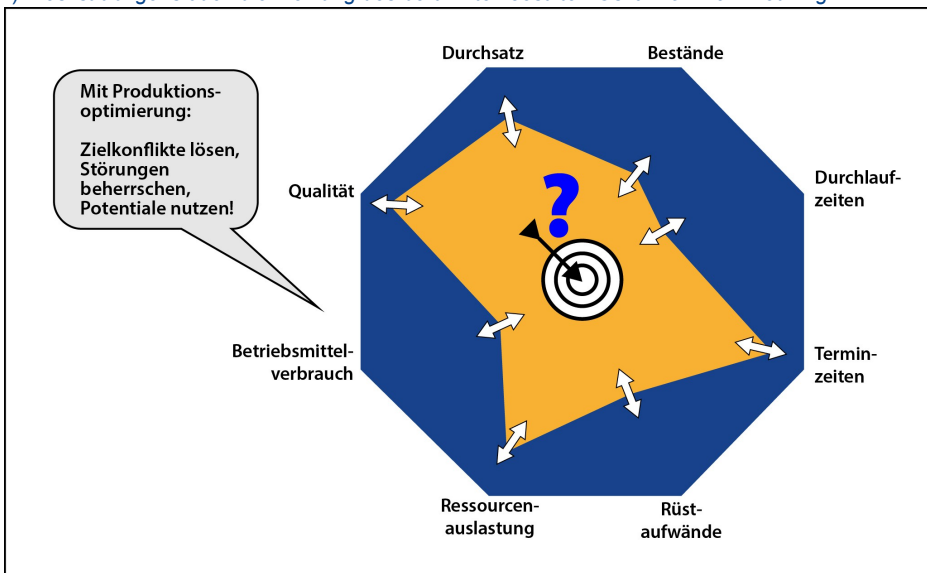 Durchsatz
Bestände
Mit Produktions-
optimierung:
Zielkonflikte lösen,
Störungen
beherrschen,
Potentiale nutzen!
?
Qualität
Durchlauf-
zeiten
Betriebsmittel-
verbrauch
Termin-
zeiten
Ressourcen-
auslastung
Rüst-
aufwände